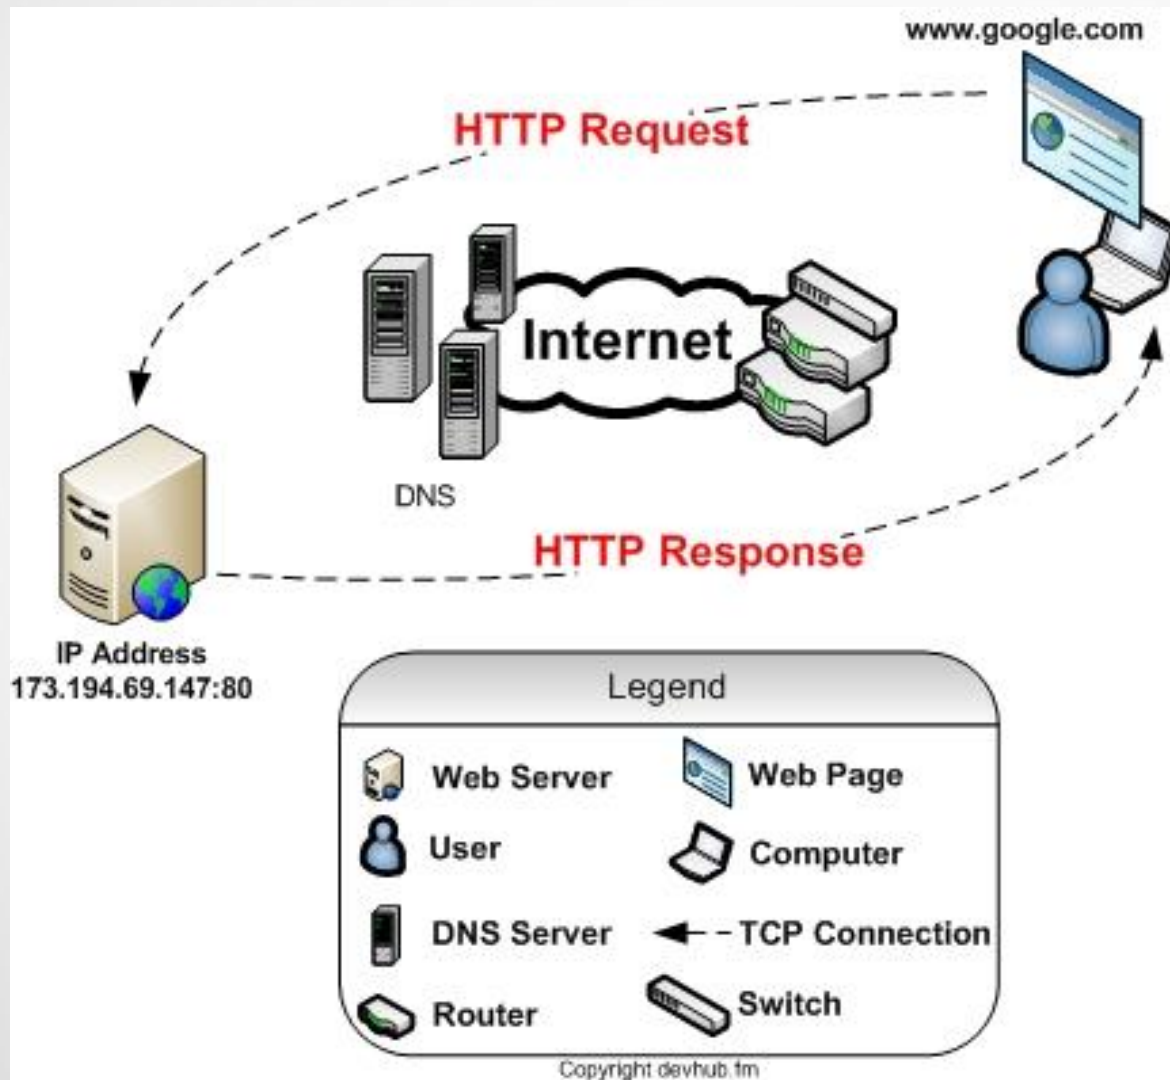 www.google.com
HTTP Request
Internet
DNS
HTTP Response
IP Address
173.194.69.147:80
Legend
Web Server
Web Page
User
Computer
DNS Server
TCP Connection
Router
Switch
Copyright devhub.fm